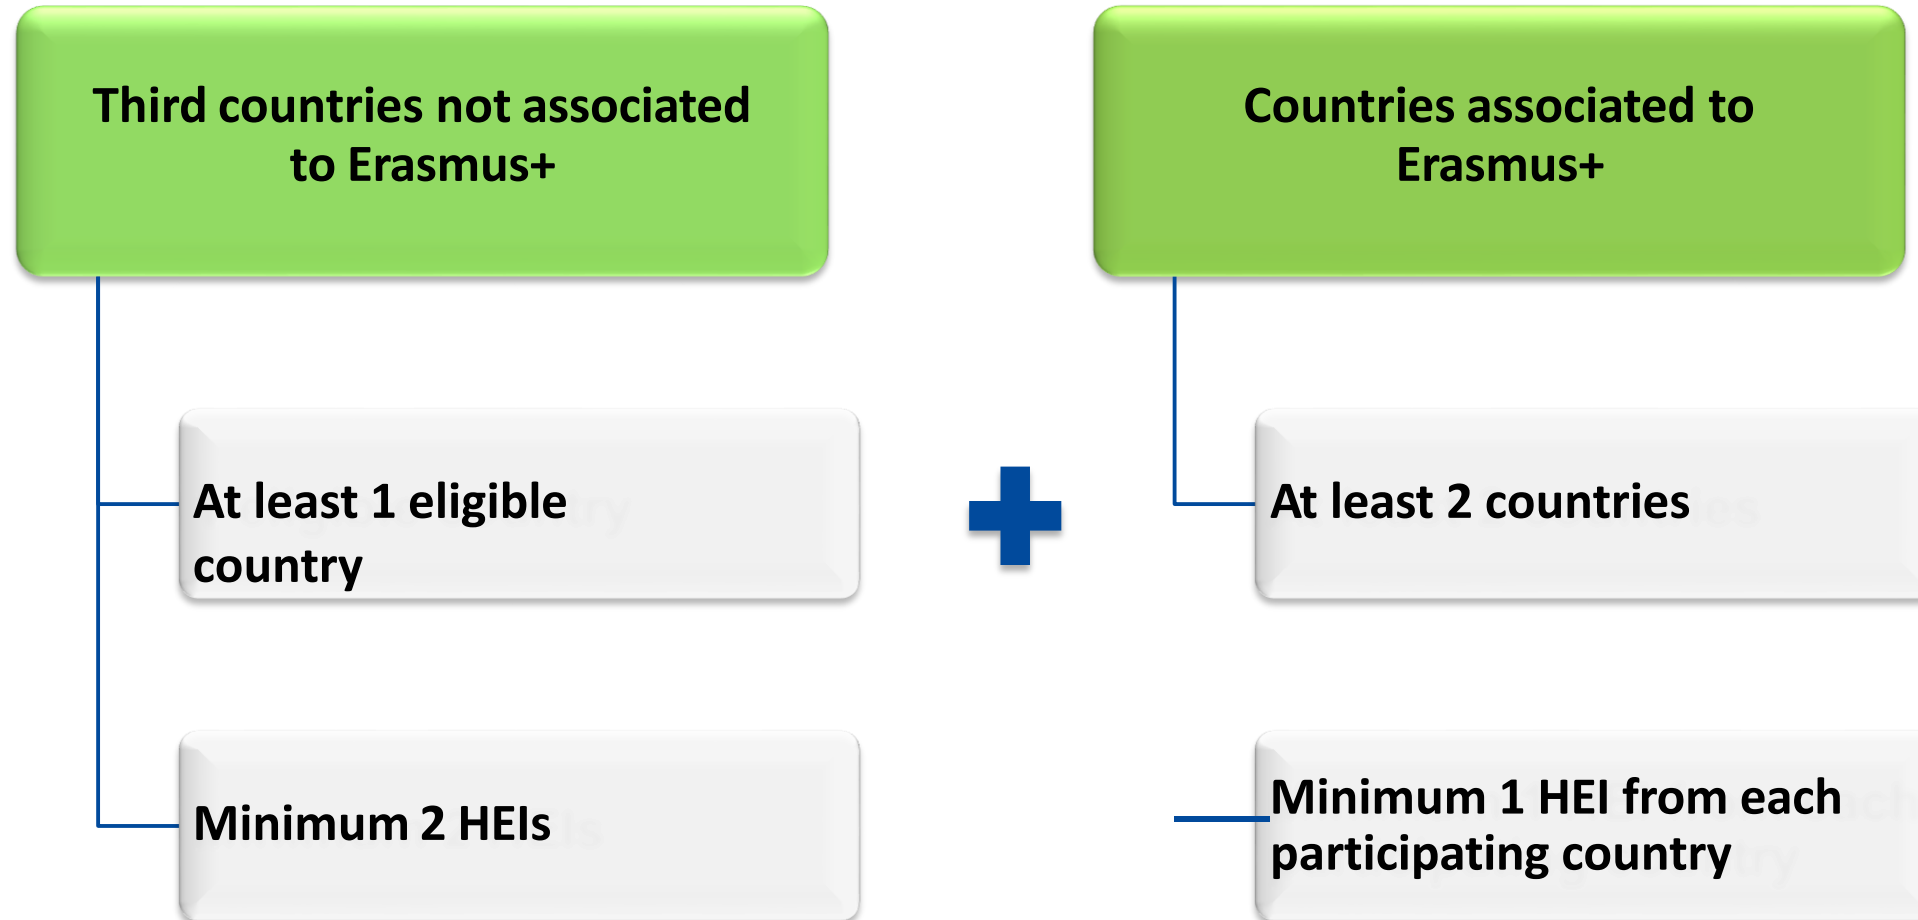 Third countries not associated
to Erasmus+
At least 1 eligible
country
Minimum 2 HEIs
Countries associated to
Erasmus+
At least 2 countries
Minimum 1 HEI from each
participating country